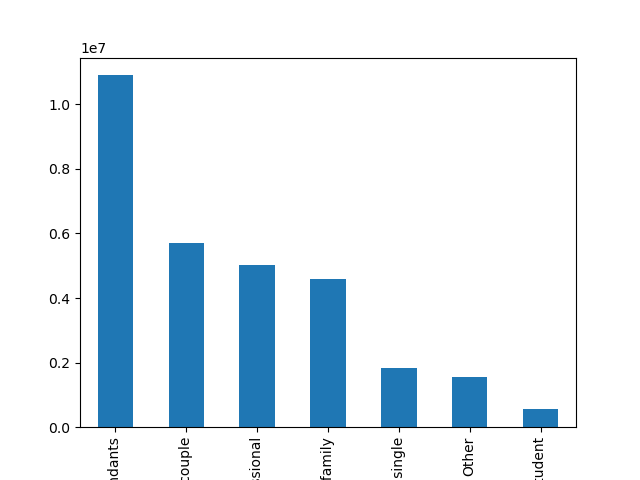 1e7
1.0
0.8
0.6
0.4
0.2
0.0
ndants
couple
ssional
family
single
Other
tudent